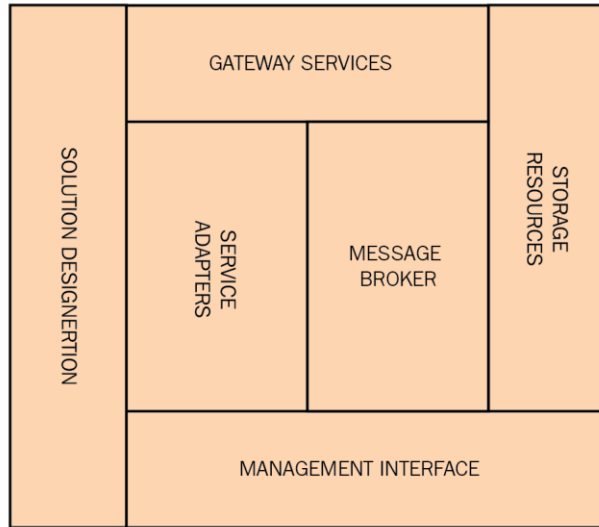 GATEWAY SERVICES
SOLUTION DESIGNERTION
SERVICE
ADAPTERS
MESSAGE
BROKER
STORAGE
RESOURCES
MANAGEMENT INTERFACE